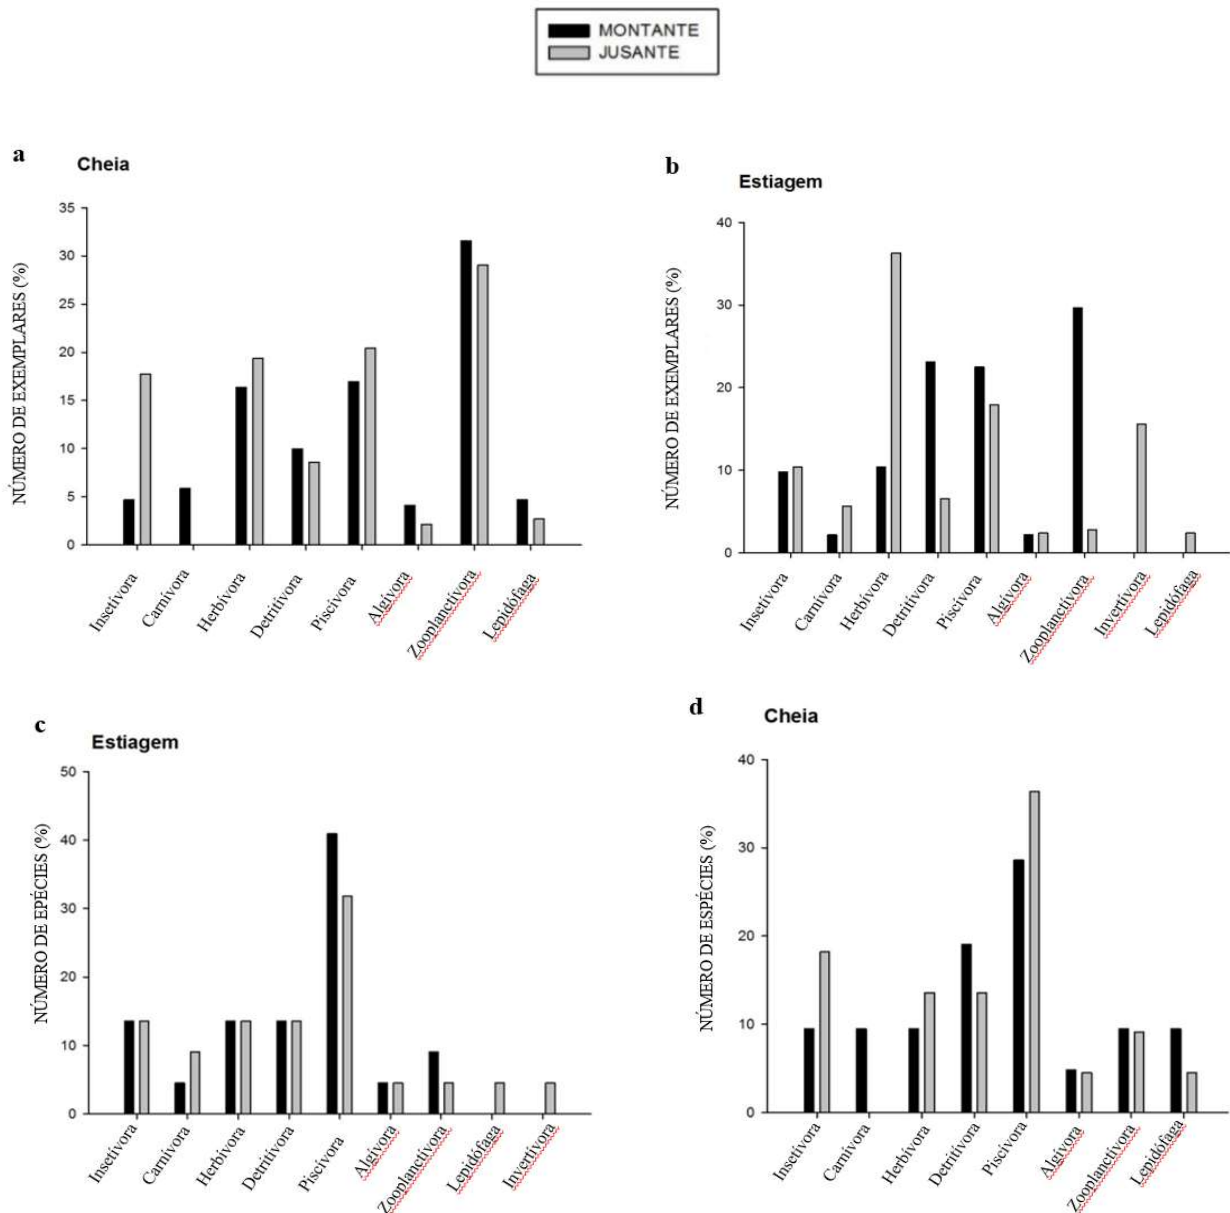 MONTANTE
JUSANTE
a
Cheia
NÚMERO DE EXEMPLARES (%)
35
30
25
20
15
10
5
0
Insetívora
Carnívora
Herbívora
Detritívora
Piscívora
Algívora
Zooplanctívora
Lepidófaga
b
Estiagem
NÚMERO DE EXEMPLARES (%)
40
30
20
10
0
Insetívora
Carnívora
Herbívora
Detritívora
Piscívora
Algívora
Zooplanctívora
Invertívora
Lepidófaga
c
Estiagem
NÚMERO DE EPÉCIES (%)
50
40
30
20
10
0
Insetívora
Carnívora
Herbívora
Detritívora
Piscívora
Algívora
Zooplanctívora
Lepidófaga
Invertívora
d
Cheia
NÚMERO DE ESPÉCIES (%)
40
30
20
10
0
Insetívora
Carnívora
Herbívora
Detritívora
Piscívora
Algívora
Zooplanctívora
Lepidófaga